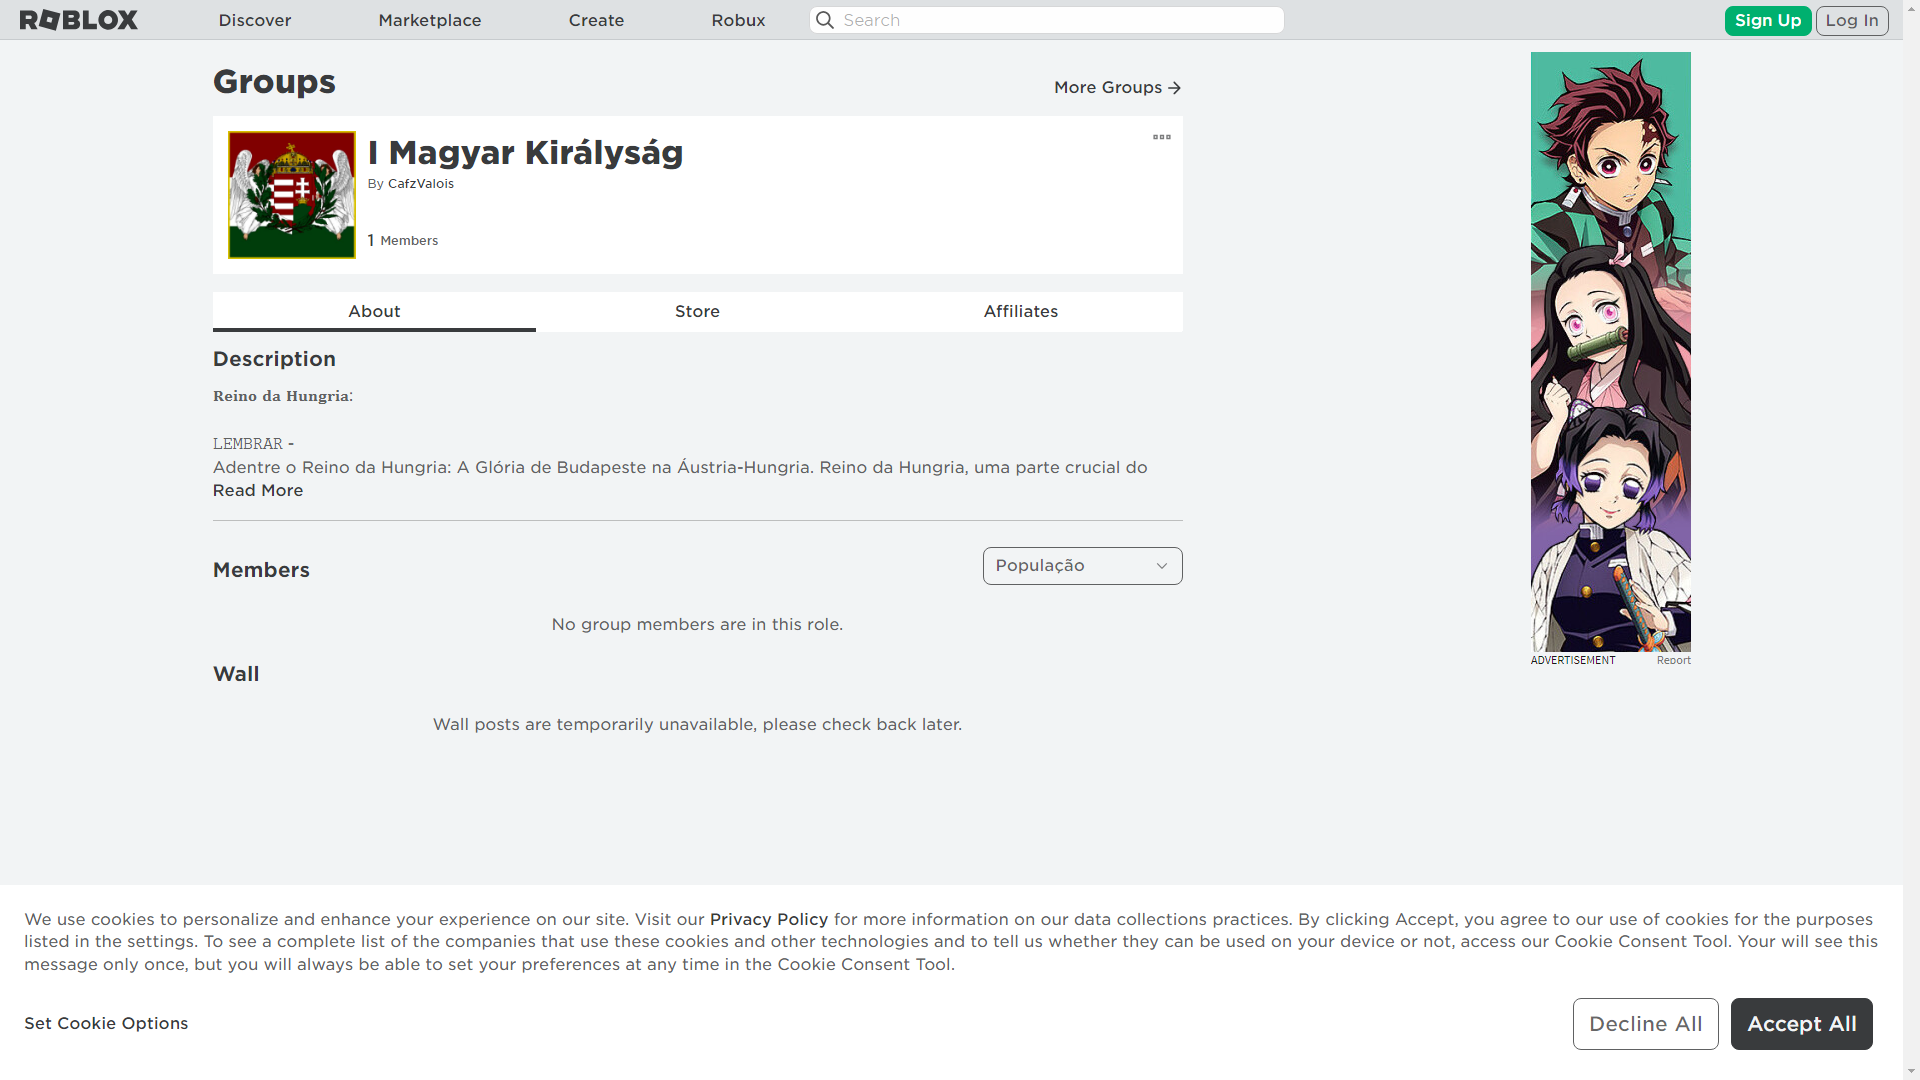 ROBLOX
Discover
Marketplace
Create
Robux
Search
Sign Up
Log In
Groups
More Groups
I Magyar Királyság
By CafzValois
1 Members
About
Store
Affiliates
Description
𝐑𝐞𝐢𝐧𝐨 𝐝𝐚 𝐇𝐮𝐧𝐠𝐫𝐢𝐚:
𝙻𝙴𝙼𝙱𝚁𝙰𝚁 -
Adentre o Reino da Hungria: A Glória de Budapeste na Áustria-Hungria. Reino da Hungria, uma parte crucial do
Read More
Members
População
No group members are in this role.
Wall
Wall posts are temporarily unavailable, please check back later.
ADVERTISEMENT
Report
We use cookies to personalize and enhance your experience on our site. Visit our Privacy Policy for more information on our data collections practices. By clicking Accept, you agree to our use of cookies for the purposes
listed in the settings. To see a complete list of the companies that use these cookies and other technologies and to tell us whether they can be used on your device or not, access our Cookie Consent Tool. Your will see this
message only once, but you will always be able to set your preferences at any time in the Cookie Consent Tool.
Set Cookie Options
Decline All
Accept All